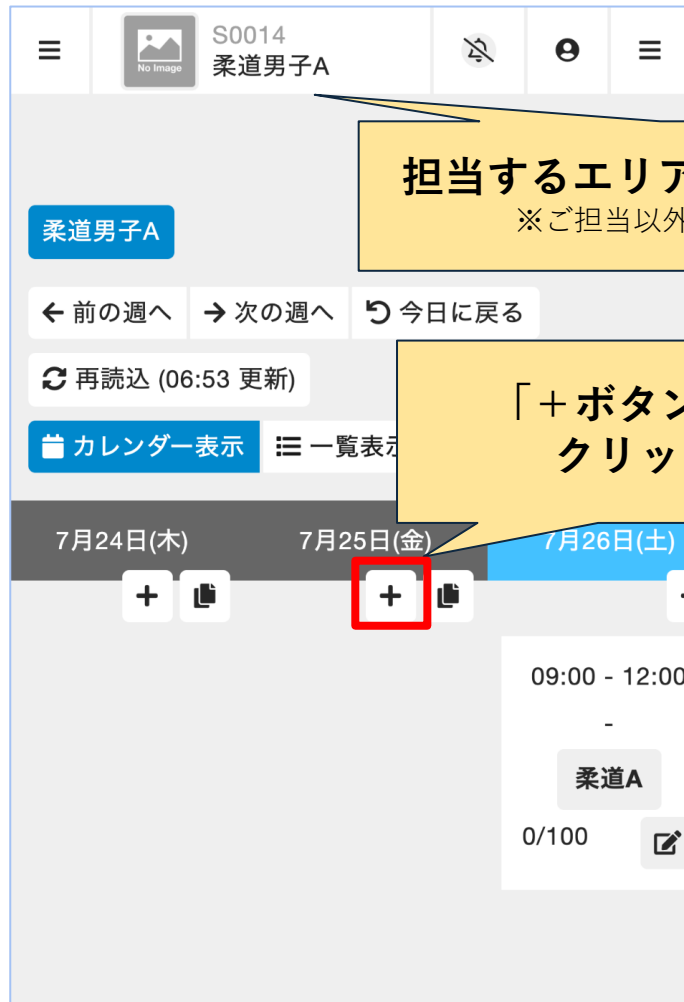 S0014
No Image
柔道男子A
担当するエリア
※ご担当以外
柔道男子A
前の週へ
次の週へ
今日に戻る
再読込 (06:53 更新)
「＋ボタン
クリッ
カレンダー表示
一覧表示
7月24日(木)
7月25日(金)
7月26日(土)
09:00 - 12:00
-
柔道A
0/100